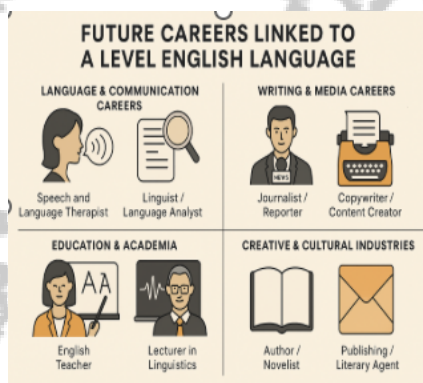 FUTURE CAREERS LINKED TO
A LEVEL ENGLISH LANGUAGE
LANGUAGE & COMMUNICATION
CAREERS
Speech and
Language Therapist
Linguist /
Language Analyst
WRITING & MEDIA CAREERS
NEWS
Journalist /
Reporter
Copywriter /
Content Creator
EDUCATION & ACADEMIA
AA
English
Teacher
Lecturer in
Linguistics
CREATIVE & CULTURAL INDUSTRIES
Author /
Novelist
Publishing /
Literary Agent